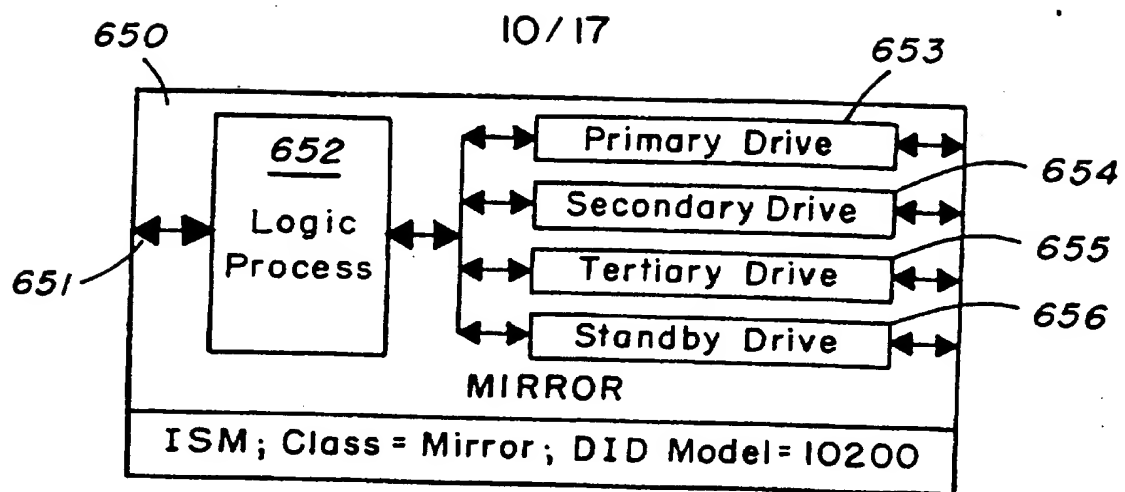 10/17
650
653
652
Logic
Process
Primary Drive
654
Secondary Drive
655
651
Tertiary Drive
656
Standby Drive
MIRROR
ISM; Class = Mirror; DID Model = 10200